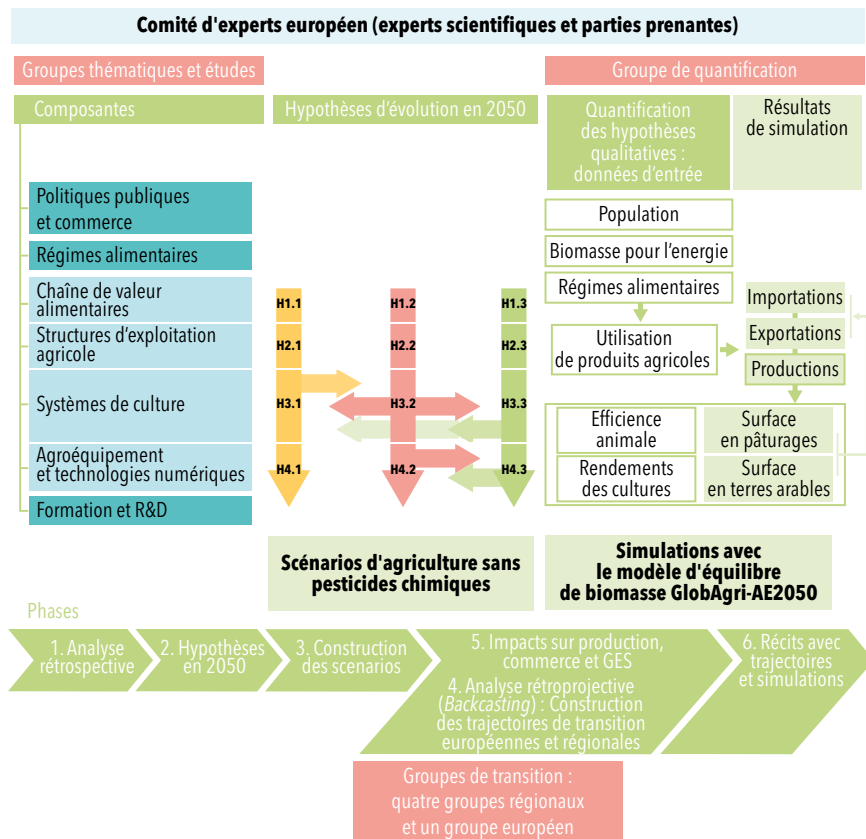 Comité d'experts européen (experts scientifiques et parties prenantes)
Groupes thématiques et études
Groupe de quantification
Composantes
Hypothèses d'évolution en 2050
Quantification
des hypothèses
qualitatives :
données d'entrée
Résultats
de simulation
Politiques publiques
et commerce
Régimes alimentaires
Chaîne de valeur
alimentaires
Structures d'exploitation
agricole
Systèmes de culture
Agroéquipement
et technologies numériques
Formation et R&D
H1.1
H1.2
H1.3
H2.1
H2.2
H2.3
H3.1
H3.2
H3.3
H4.1
H4.2
H4.3
Population
Biomasse pour l'energie
Régimes alimentaires
Utilisation
de produits agricoles
Importations
Exportations
Productions
Efficience
animale
Surface
en pâturages
Rendements
des cultures
Surface
en terres arables
Scénarios d'agriculture sans
pesticides chimiques
Simulations avec
le modèle d'équilibre
de biomasse GlobAgri-AE2050
Phases
1. Analyse
rétrospective
2. Hypothèses
en 2050
3. Construction
des scenarios
5. Impacts sur production,
commerce et GES
4. Analyse rétroprojective
(Backcasting) : Construction
des trajectoires de transition
européennes et régionales
6. Récits avec
trajectoires
et simulations
Groupes de transition :
quatre groupes régionaux
et un groupe européen